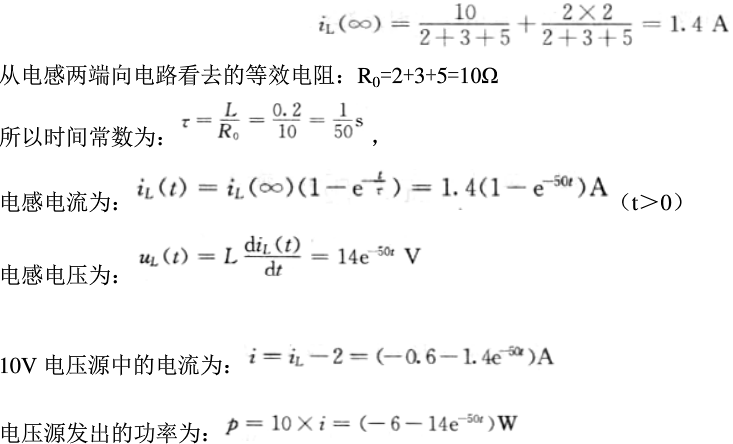 i_L(∞) = 10/(2+3+5) + 2×2/(2+3+5) = 1.4 A
从电感两端向电路看去的等效电阻：R₀=2+3+5=10Ω
所以时间常数为：τ = L/R₀ = 0.2/10 = 1/50 s，
电感电流为：i_L(t) = i_L(∞)(1−e^(−t/τ)) = 1.4(1−e^(−50t))A（t＞0）
电感电压为：u_L(t) = L di_L(t)/dt = 14e^(−50t) V
10V 电压源中的电流为：i = i_L−2 = (−0.6−1.4e^(−50t))A
电压源发出的功率为：p = 10×i = (−6−14e^(−50t))W